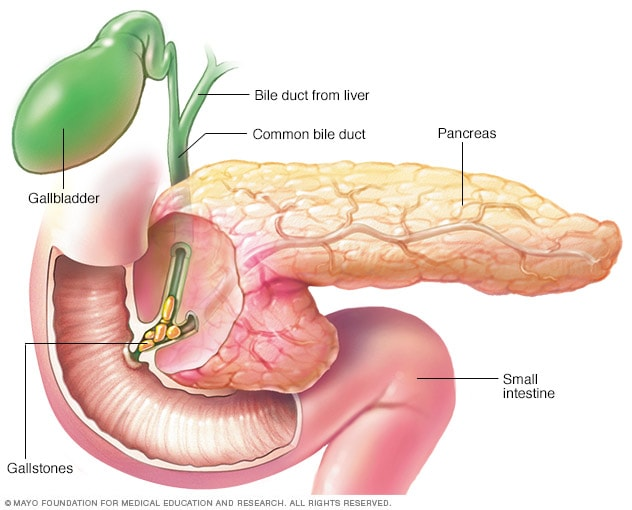 Bile duct from liver
Common bile duct
Pancreas
Gallbladder
Small
intestine
Gallstones
© MAYO FOUNDATION FOR MEDICAL EDUCATION AND RESEARCH. ALL RIGHTS RESERVED.